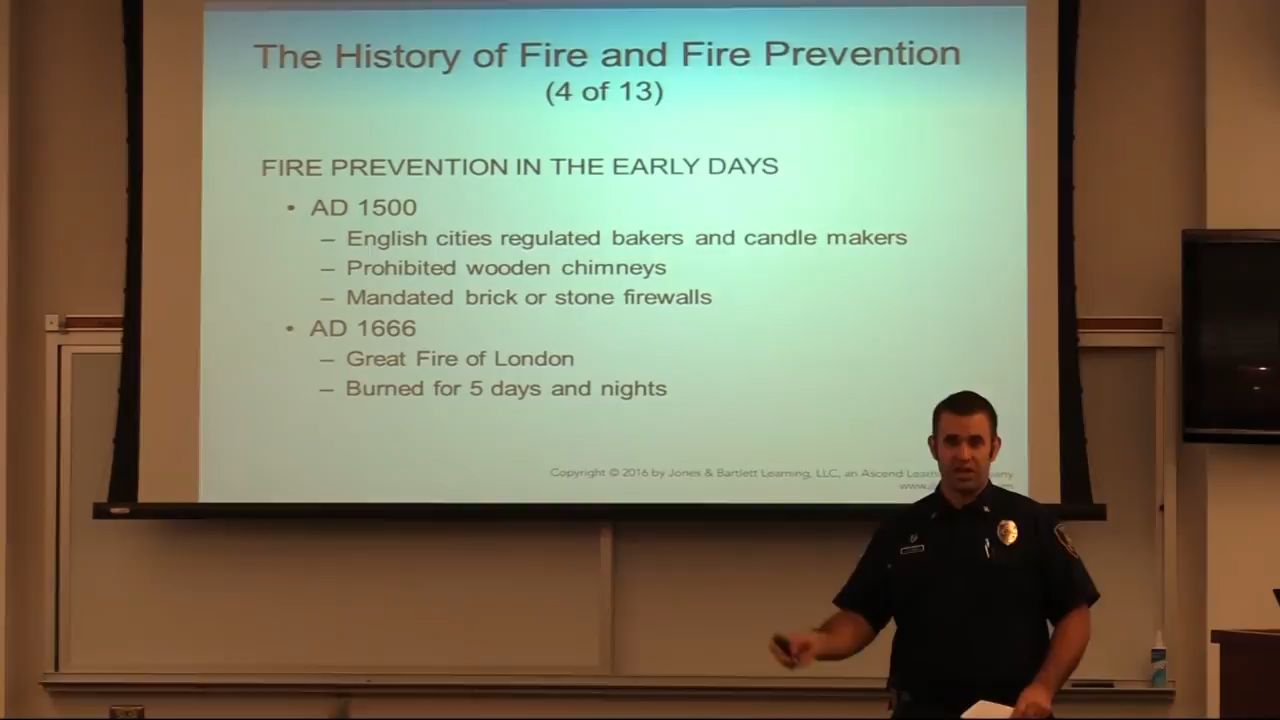 The History of Fire and Fire Prevention
(4 of 13)
FIRE PREVENTION IN THE EARLY DAYS
• AD 1500
– English cities regulated bakers and candle makers
– Prohibited wooden chimneys
– Mandated brick or stone firewalls
• AD 1666
– Great Fire of London
– Burned for 5 days and nights
Copyright © 2016 by Jones & Bartlett Learning, LLC, an Ascend